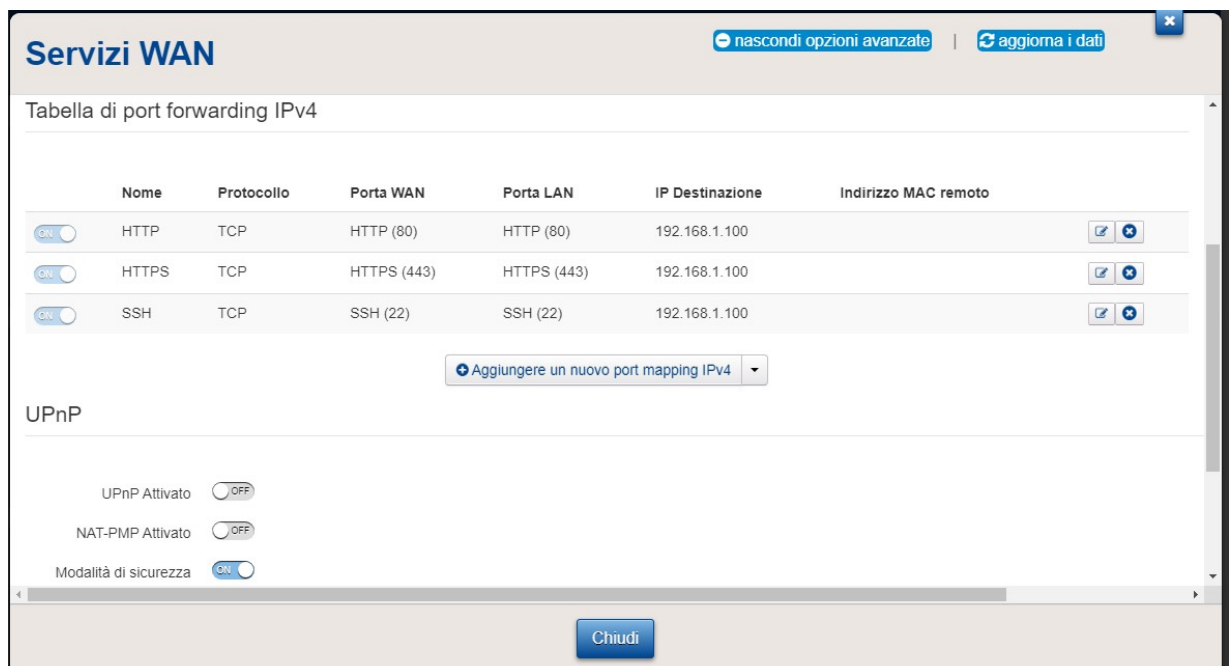 Servizi WAN
nascondi opzioni avanzate | aggiorna i dati
Tabella di port forwarding IPv4
Nome Protocollo Porta WAN Porta LAN IP Destinazione Indirizzo MAC remoto
ON HTTP TCP HTTP (80) HTTP (80) 192.168.1.100
ON HTTPS TCP HTTPS (443) HTTPS (443) 192.168.1.100
ON SSH TCP SSH (22) SSH (22) 192.168.1.100
Aggiungere un nuovo port mapping IPv4
UPnP
UPnP Attivato OFF
NAT-PMP Attivato OFF
Modalità di sicurezza ON
Chiudi